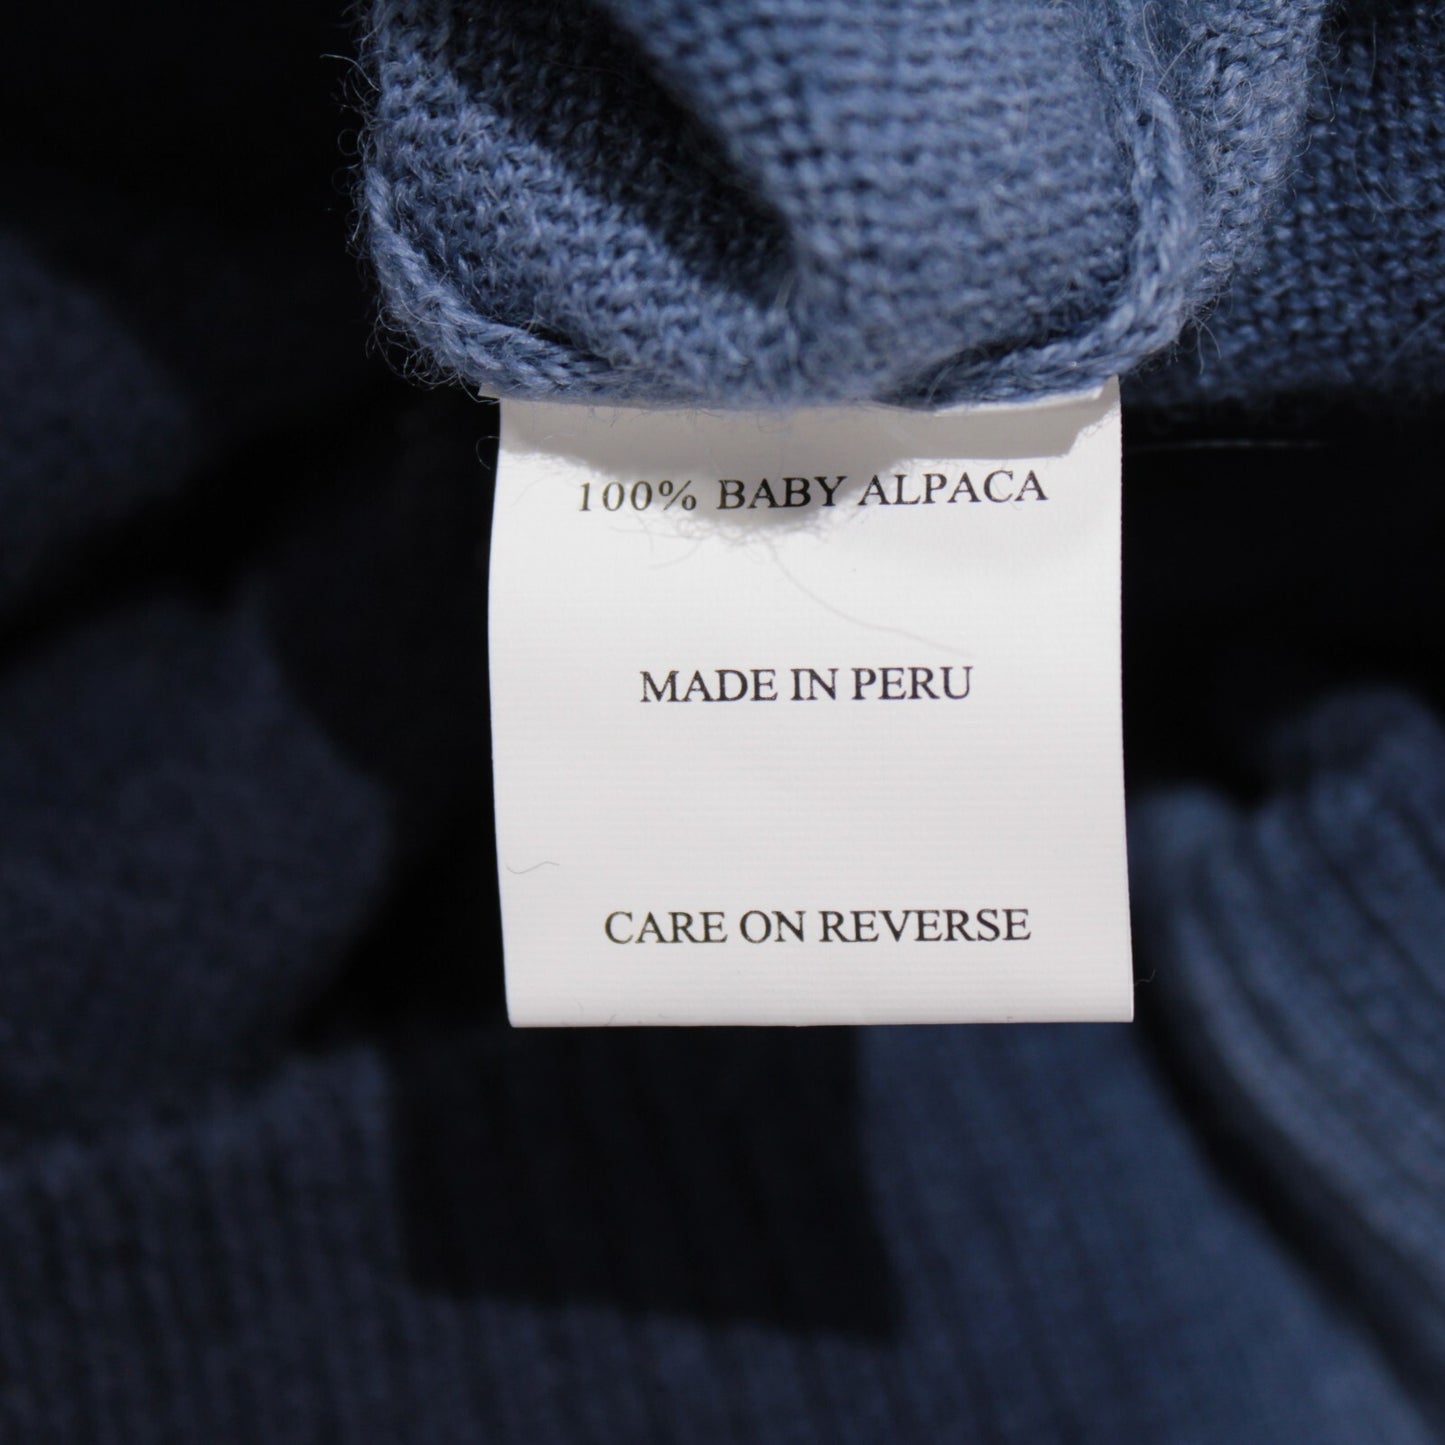 100% BABY ALPACA
MADE IN PERU
CARE ON REVERSE